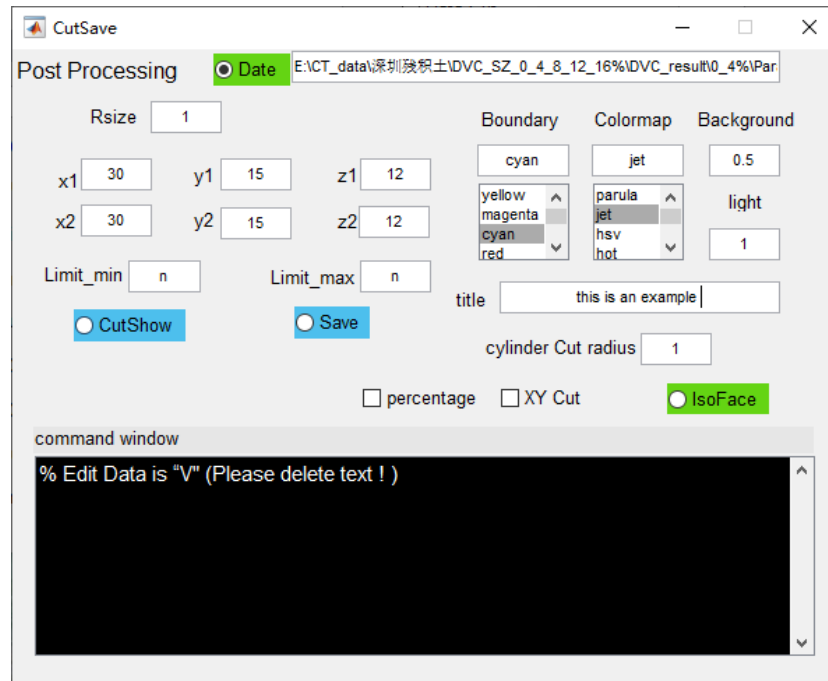 CutSave
Post Processing
Date
E:\CT_data\深圳残积土\DVC_SZ_0_4_8_12_16%\DVC_result\0_4%\Par
Rsize 1
Boundary Colormap Background
cyan jet 0.5
x1 30 y1 15 z1 12
x2 30 y2 15 z2 12
yellow
magenta
cyan
red
parula
jet
hsv
hot
light
1
Limit_min n Limit_max n
title this is an example
CutShow Save
cylinder Cut radius 1
percentage XY Cut IsoFace
command window
% Edit Data is “V" (Please delete text ! )